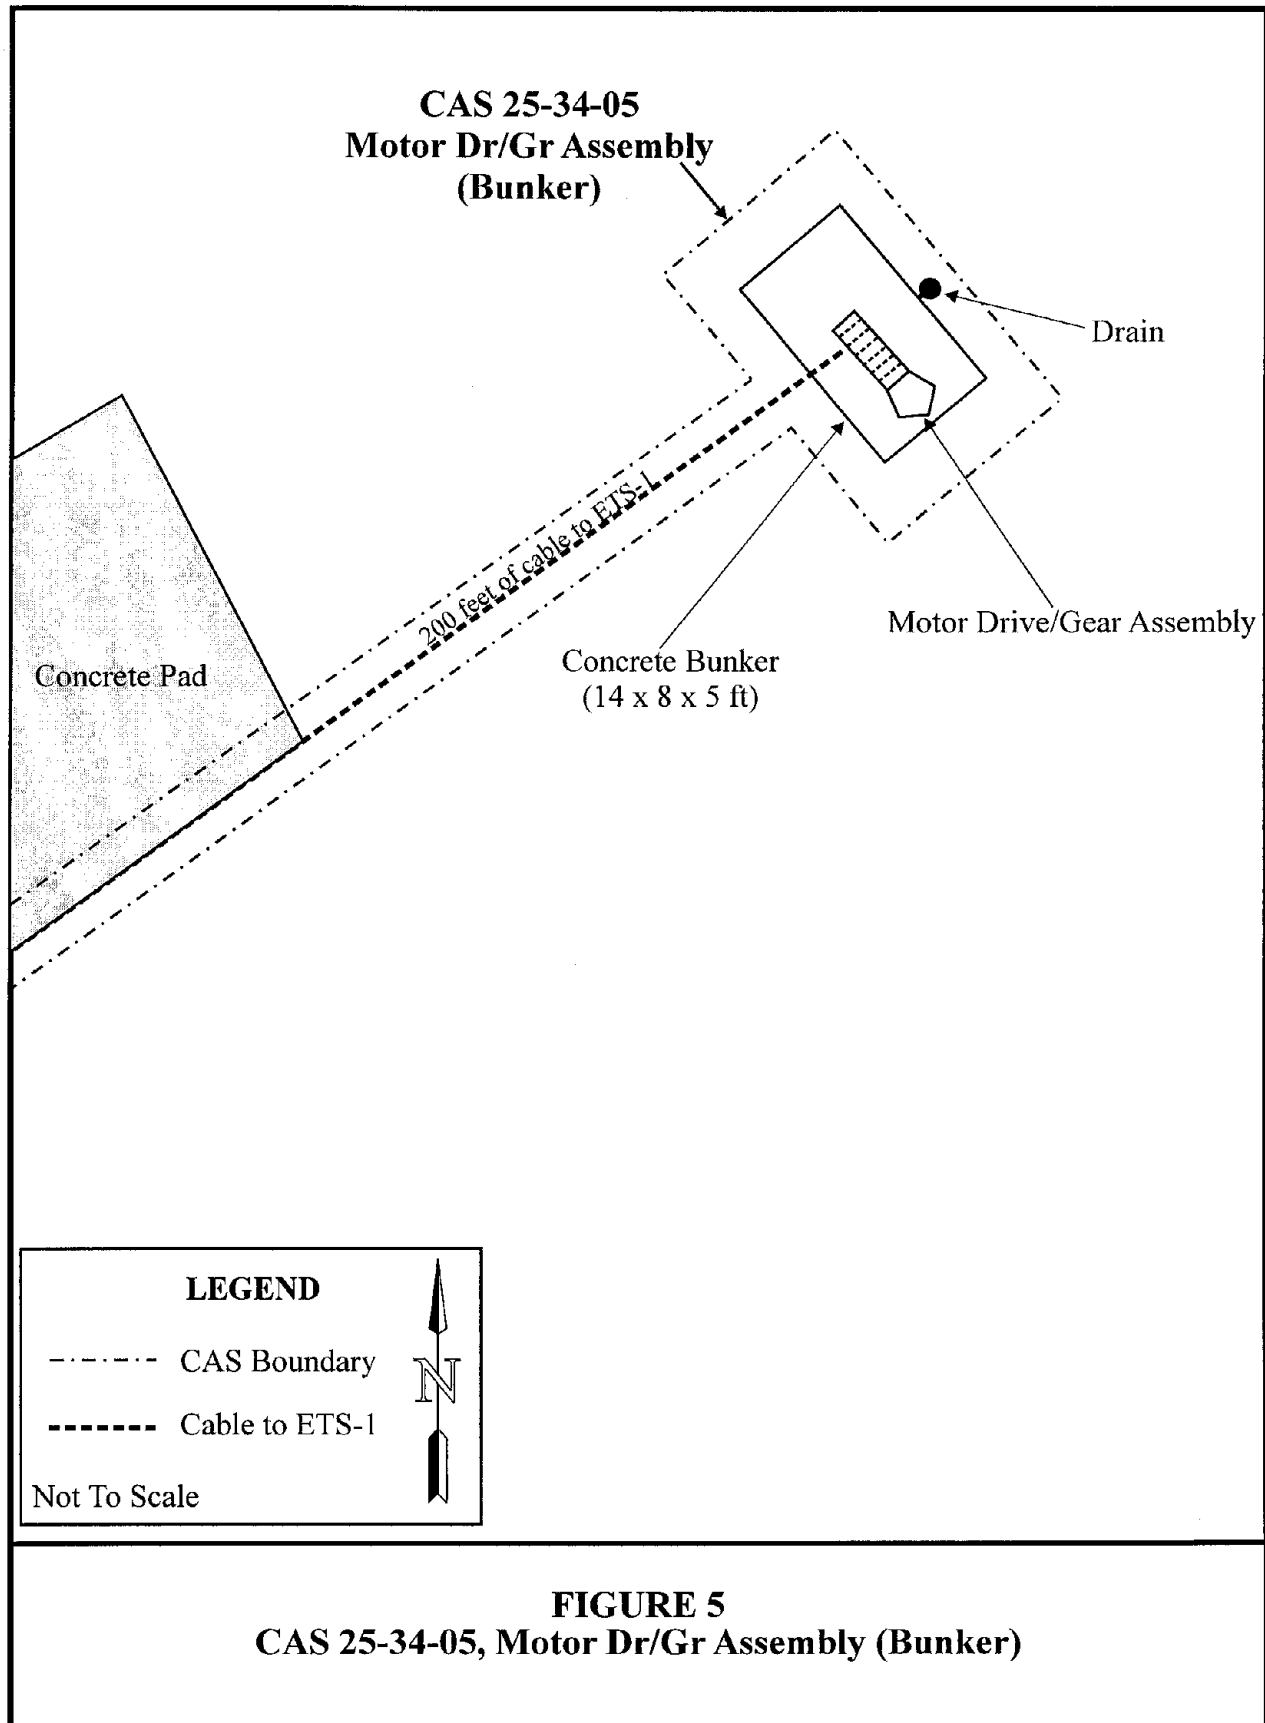 CAS 25-34-05
Motor Dr/Gr Assembly
(Bunker)
Drain
200 feet of cable to ETS-1
Motor Drive/Gear Assembly
Concrete Bunker
(14 x 8 x 5 ft)
Concrete Pad
LEGEND
CAS Boundary
N
Cable to ETS-1
Not To Scale
FIGURE 5
CAS 25-34-05, Motor Dr/Gr Assembly (Bunker)